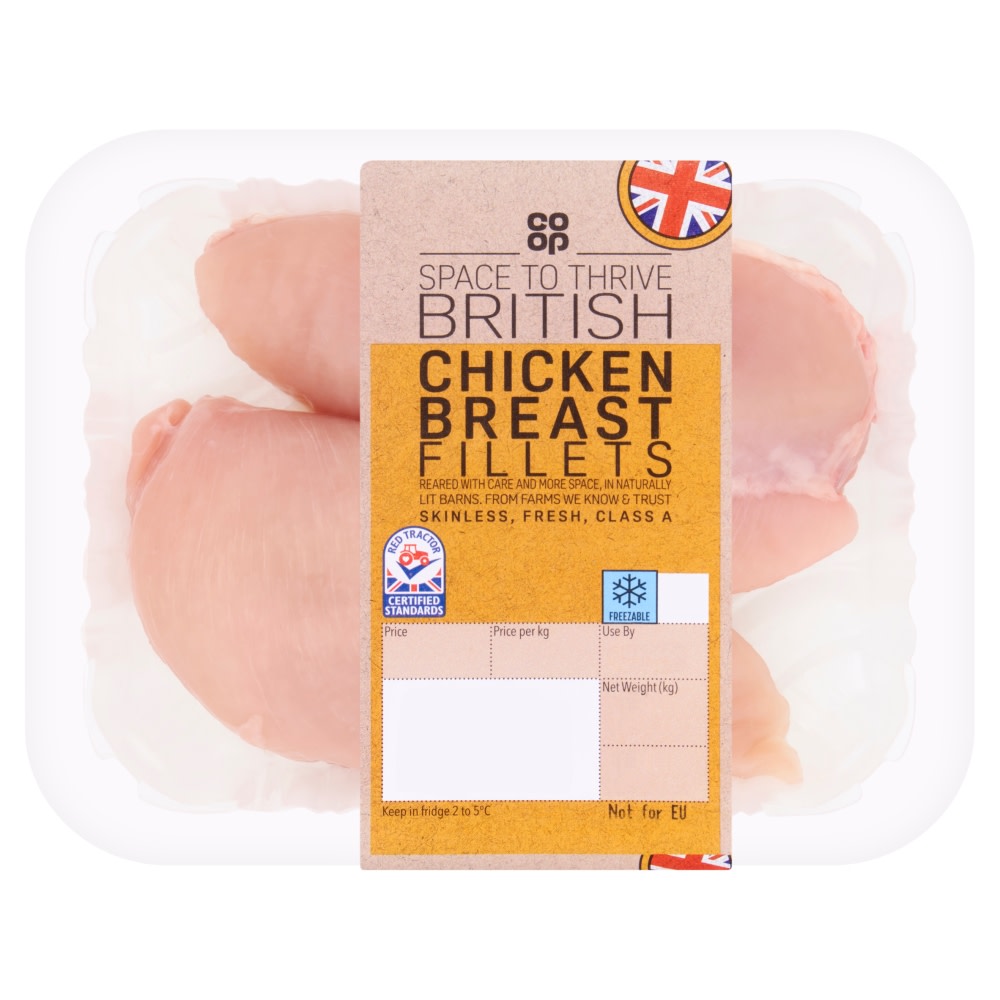 co
op
SPACE TO THRIVE
BRITISH
CHICKEN
BREAST
FILLETS
REARED WITH CARE AND MORE SPACE, IN NATURALLY
LIT BARNS. FROM FARMS WE KNOW & TRUST
SKINLESS, FRESH, CLASS A
RED TRACTOR
CERTIFIED
STANDARDS
FREEZABLE
Price
Price per kg
Use By
Net Weight (kg)
Keep in fridge 2 to 5°C
Not for EU